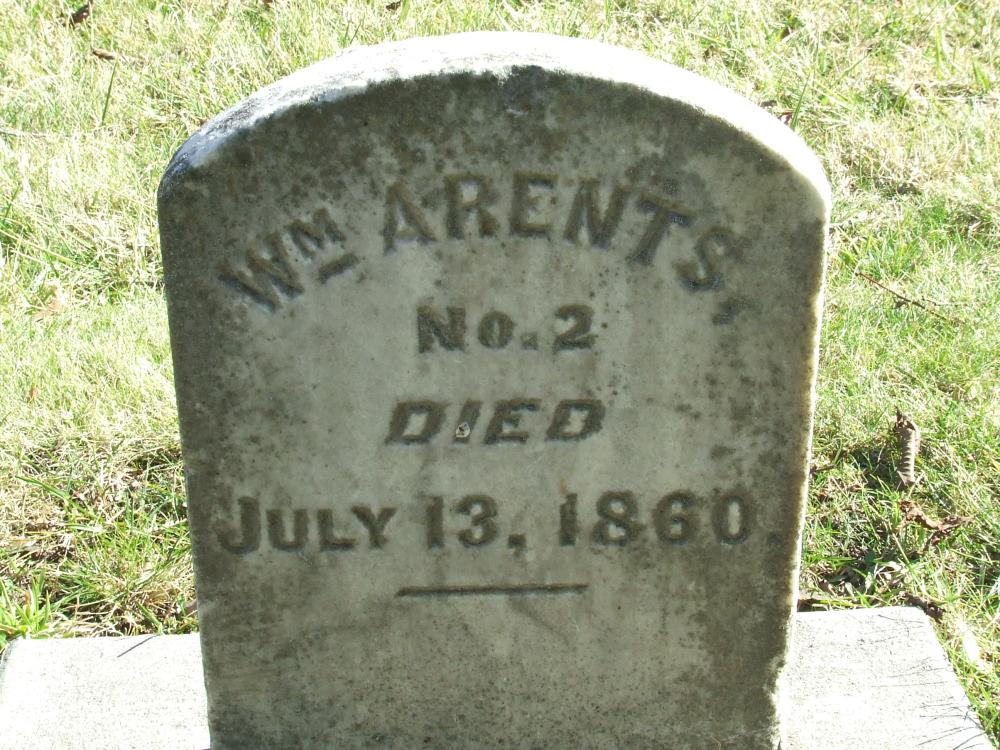 Wᴹ ARENTS,
No. 2
DIED
JULY 13, 1860.